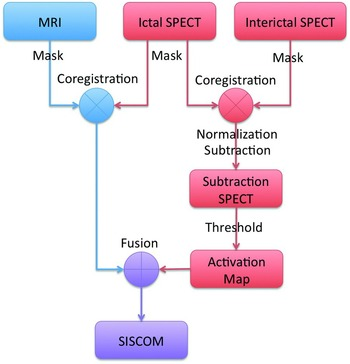 MRI
Ictal SPECT
Interictal SPECT
Mask
Mask
Mask
Coregistration
Coregistration
Normalization
Subtraction
Subtraction
SPECT
Threshold
Fusion
Activation
Map
SISCOM